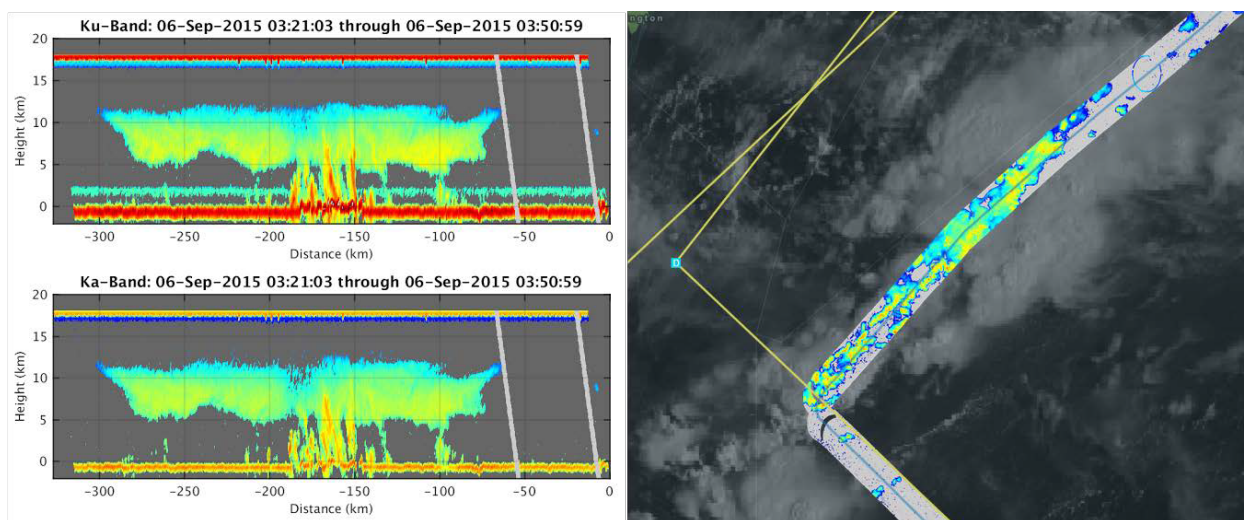 Ku-Band: 06-Sep-2015 03:21:03 through 06-Sep-2015 03:50:59
20
15
10
5
0
Height (km)
-300 -250 -200 -150 -100 -50 0
Distance (km)
Ka-Band: 06-Sep-2015 03:21:03 through 06-Sep-2015 03:50:59
20
15
10
5
0
Height (km)
-300 -250 -200 -150 -100 -50 0
Distance (km)
ngton
D